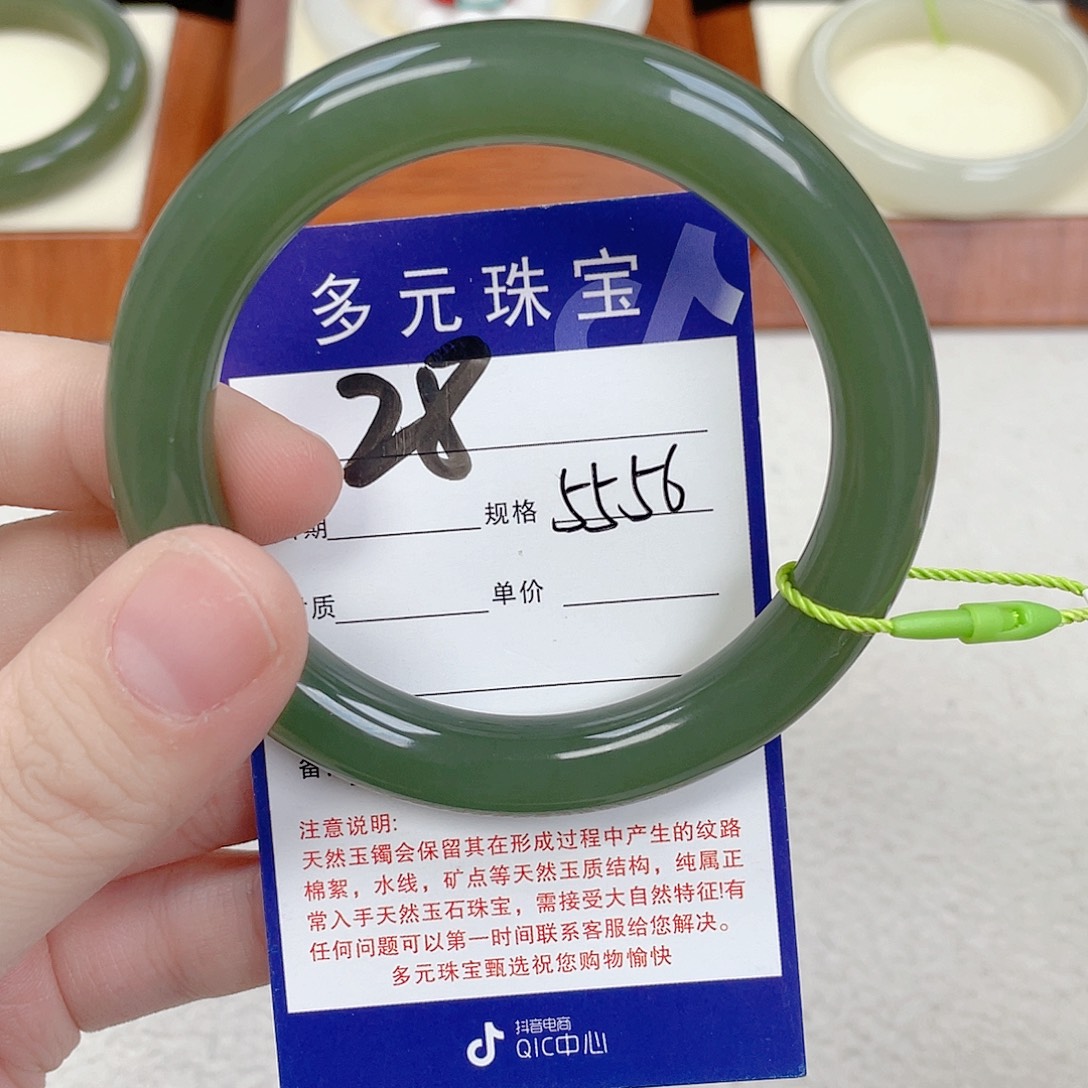 多元珠宝
28
期 规格 5556
质 单价
备:
注意说明:
天然玉镯会保留其在形成过程中产生的纹路
棉絮，水线，矿点等天然玉质结构，纯属正
常入手天然玉石珠宝，需接受大自然特征!有
任何问题可以第一时间联系客服给您解决。
多元珠宝甄选祝您购物愉快
抖音电商
QIC中心